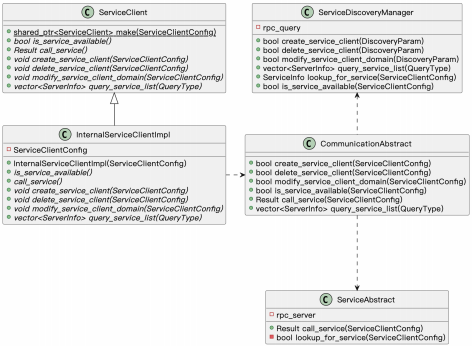 C ServiceClient
shared_ptr<ServiceClient> make(ServiceClientConfig)
bool is_service_available()
Result call_service()
void create_service_client(ServiceClientConfig)
void delete_service_client(ServiceClientConfig)
void modify_service_client_domain(ServiceClientConfig)
vector<ServerInfo> query_service_list(QueryType)
C ServiceDiscoveryManager
rpc_query
bool create_service_client(DiscoveryParam)
bool delete_service_client(DiscoveryParam)
bool modify_service_client_domain(DiscoveryParam)
vector<ServerInfo> query_service_list(QueryType)
ServiceInfo lookup_for_service(ServiceClientConfig)
bool is_service_available(ServiceClientConfig)
C InternalServiceClientImpl
ServiceClientConfig
InternalServiceClientImpl(ServiceClientConfig)
is_service_available()
call_service()
void create_service_client(ServiceClientConfig)
void delete_service_client(ServiceClientConfig)
void modify_service_client_domain(ServiceClientConfig)
vector<ServerInfo> query_service_list(QueryType)
C CommunicationAbstract
bool create_service_client(ServiceClientConfig)
bool delete_service_client(ServiceClientConfig)
bool modify_service_client_domain(ServiceClientConfig)
bool is_service_available(ServiceClientConfig)
Result call_service(ServiceClientConfig)
vector<ServerInfo> query_service_list(QueryType)
C ServiceAbstract
rpc_server
Result call_service(ServiceClientConfig)
bool lookup_for_service(ServiceClientConfig)